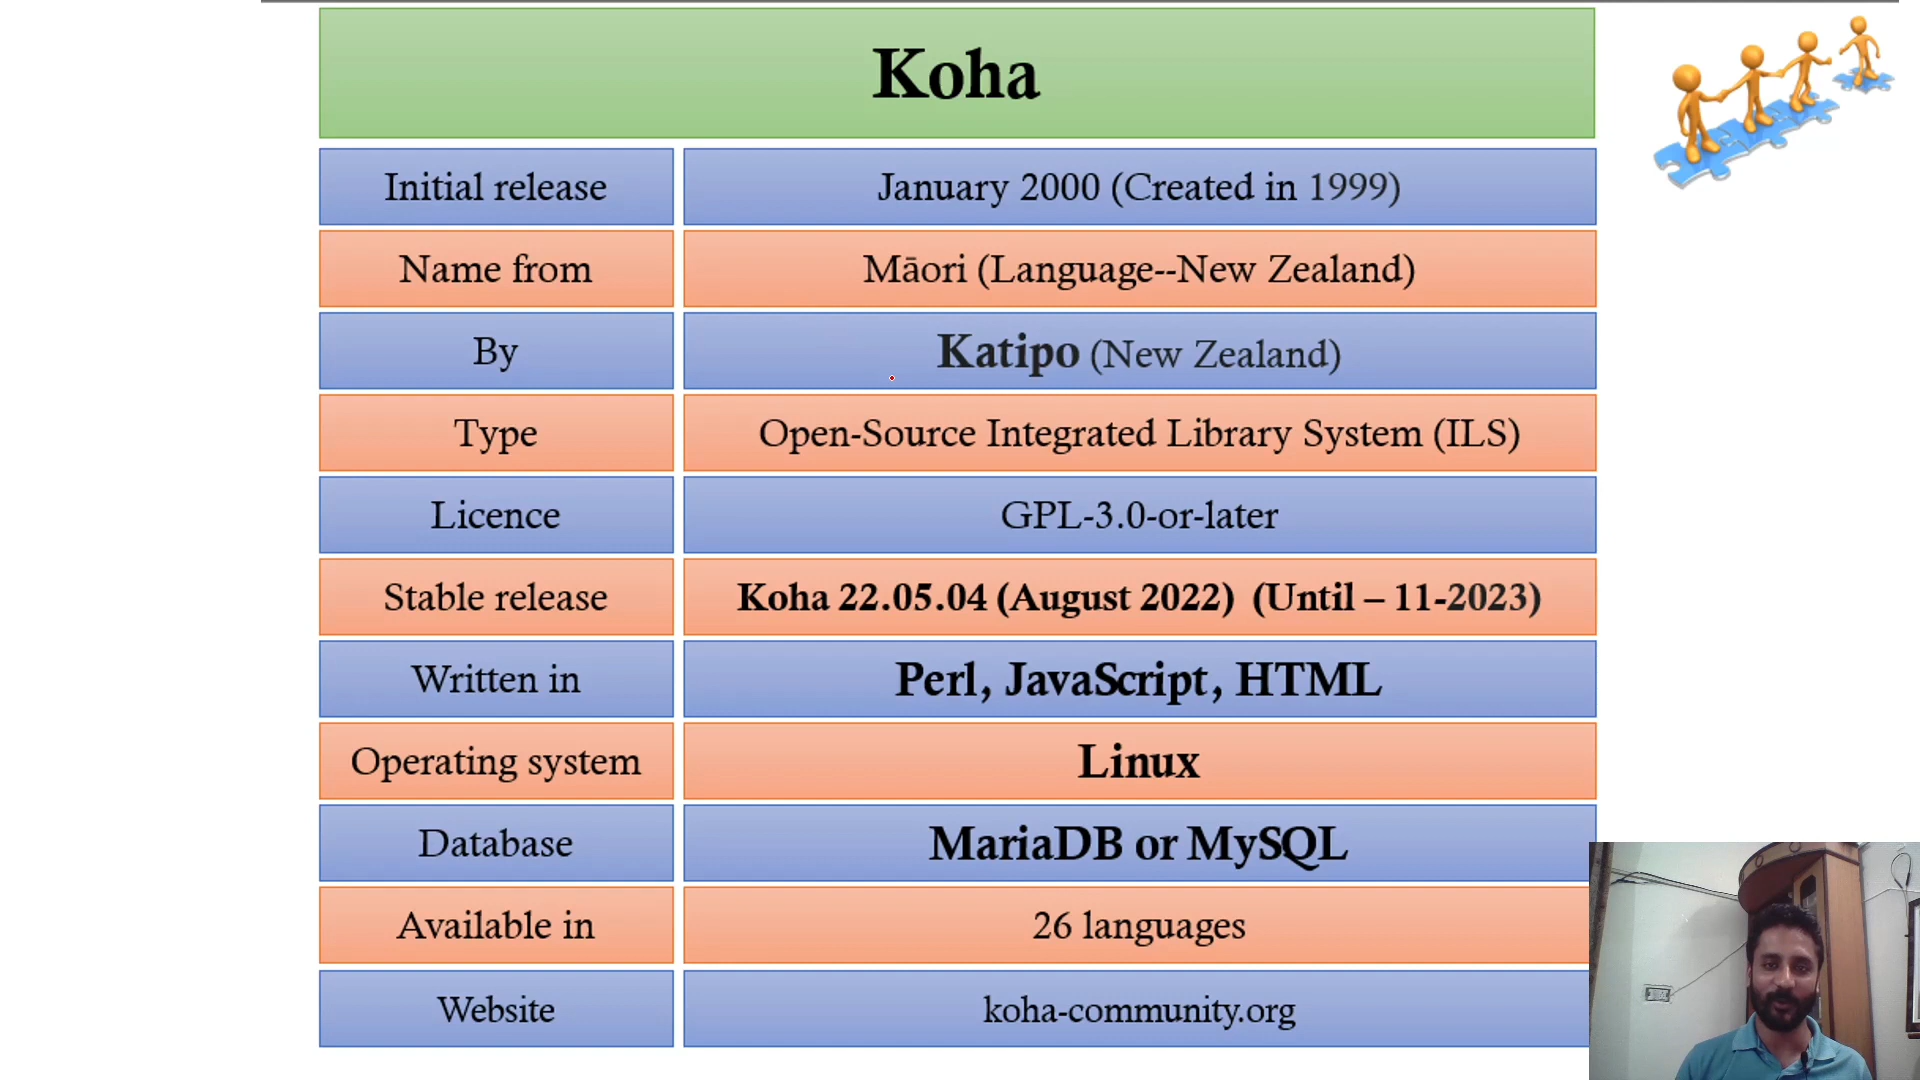 Koha
Initial release
January 2000 (Created in 1999)
Name from
Māori (Language--New Zealand)
By
Katipo (New Zealand)
Type
Open-Source Integrated Library System (ILS)
Licence
GPL-3.0-or-later
Stable release
Koha 22.05.04 (August 2022) (Until – 11-2023)
Written in
Perl, JavaScript, HTML
Operating system
Linux
Database
MariaDB or MySQL
Available in
26 languages
Website
koha-community.org